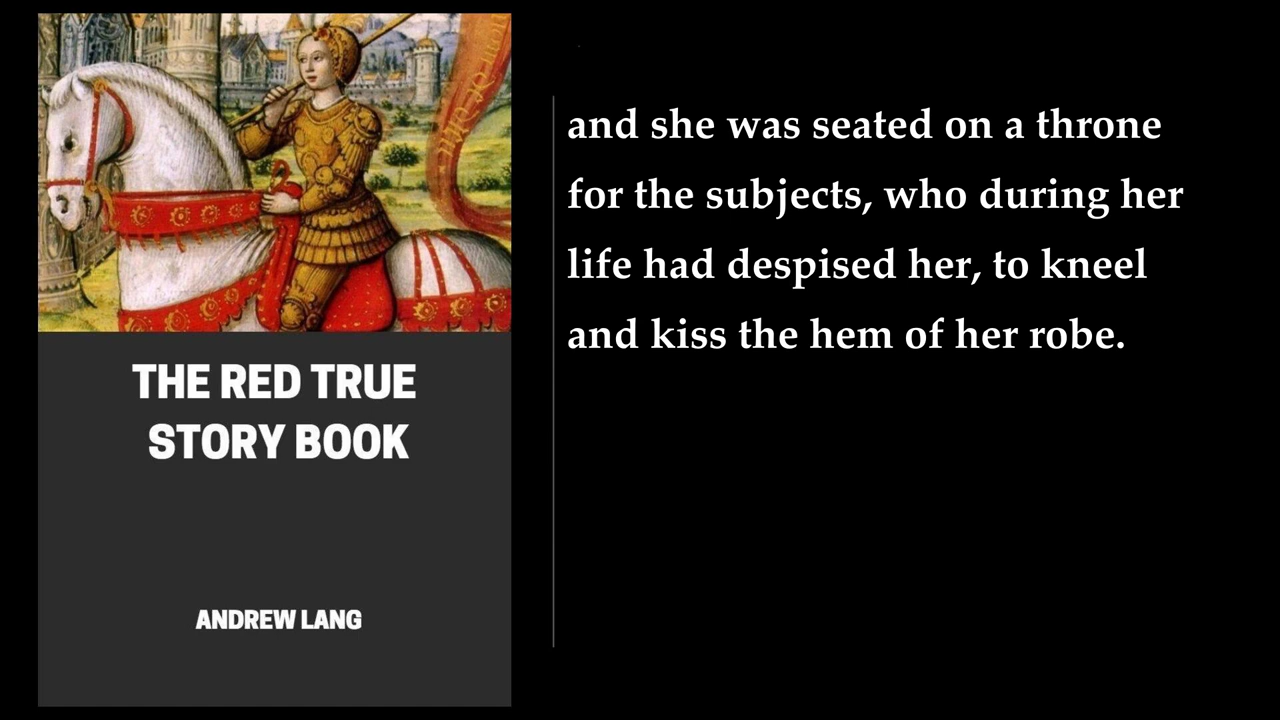 THE RED TRUE
STORY BOOK
ANDREW LANG
and she was seated on a throne
for the subjects, who during her
life had despised her, to kneel
and kiss the hem of her robe.